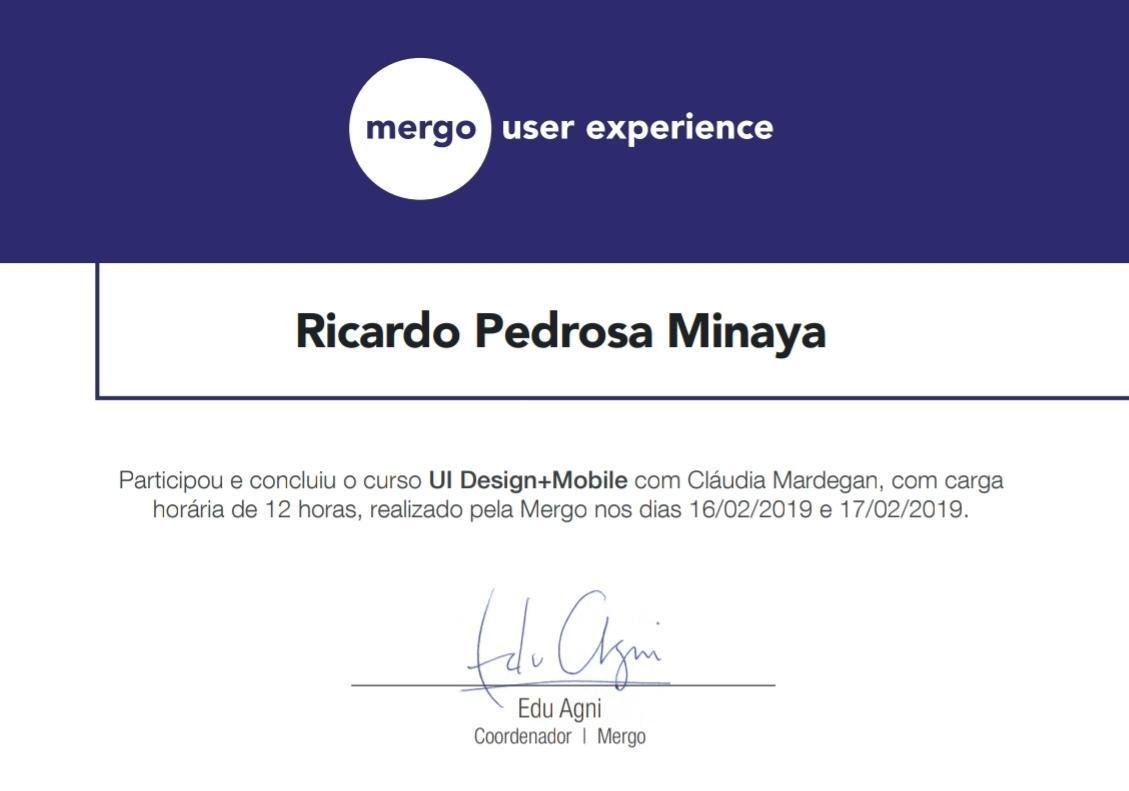 mergo user experience
Ricardo Pedrosa Minaya
Participou e concluiu o curso UI Design+Mobile com Cláudia Mardegan, com carga
horária de 12 horas, realizado pela Mergo nos dias 16/02/2019 e 17/02/2019.
Edu Agni
Edu Agni
Coordenador | Mergo